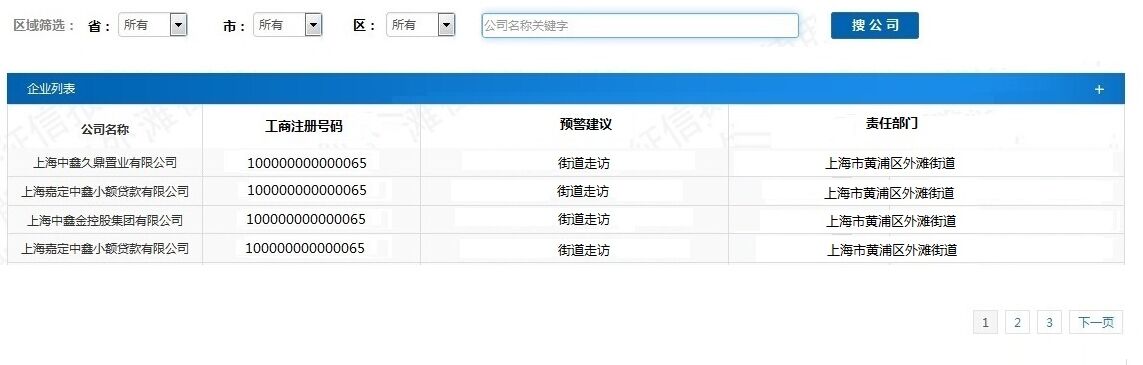 区域筛选： 省： 所有 市： 所有 区： 所有 公司名称关键字 搜 公 司
企业列表 +
公司名称 工商注册号码 预警建议 责任部门
上海中鑫久鼎置业有限公司 100000000000065 街道走访 上海市黄浦区外滩街道
上海嘉定中鑫小额贷款有限公司 100000000000065 街道走访 上海市黄浦区外滩街道
上海中鑫金控股集团有限公司 100000000000065 街道走访 上海市黄浦区外滩街道
上海嘉定中鑫小额贷款有限公司 100000000000065 街道走访 上海市黄浦区外滩街道
1 2 3 下一页